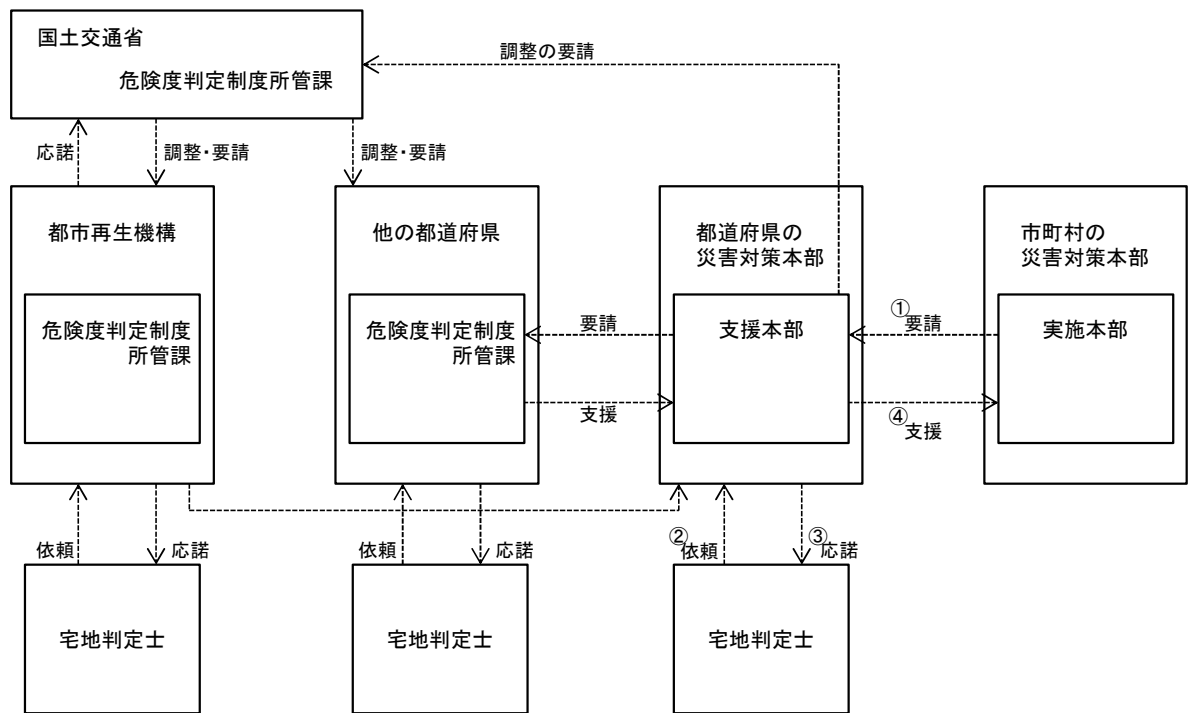 国土交通省
危険度判定制度所管課
調整の要請
応諾
調整・要請
調整・要請
都市再生機構
他の都道府県
都道府県の
災害対策本部
市町村の
災害対策本部
危険度判定制度
所管課
危険度判定制度
所管課
支援本部
実施本部
要請
①
要請
支援
④
支援
依頼
応諾
依頼
応諾
②
依頼
③
応諾
宅地判定士
宅地判定士
宅地判定士